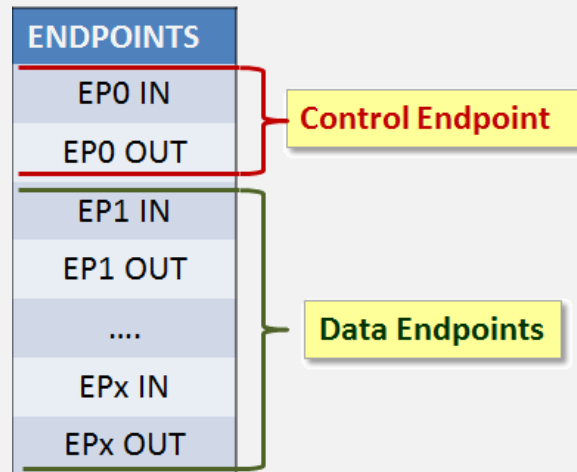 ENDPOINTS
EP0 IN
EP0 OUT
Control Endpoint
EP1 IN
EP1 OUT
....
EPx IN
EPx OUT
Data Endpoints